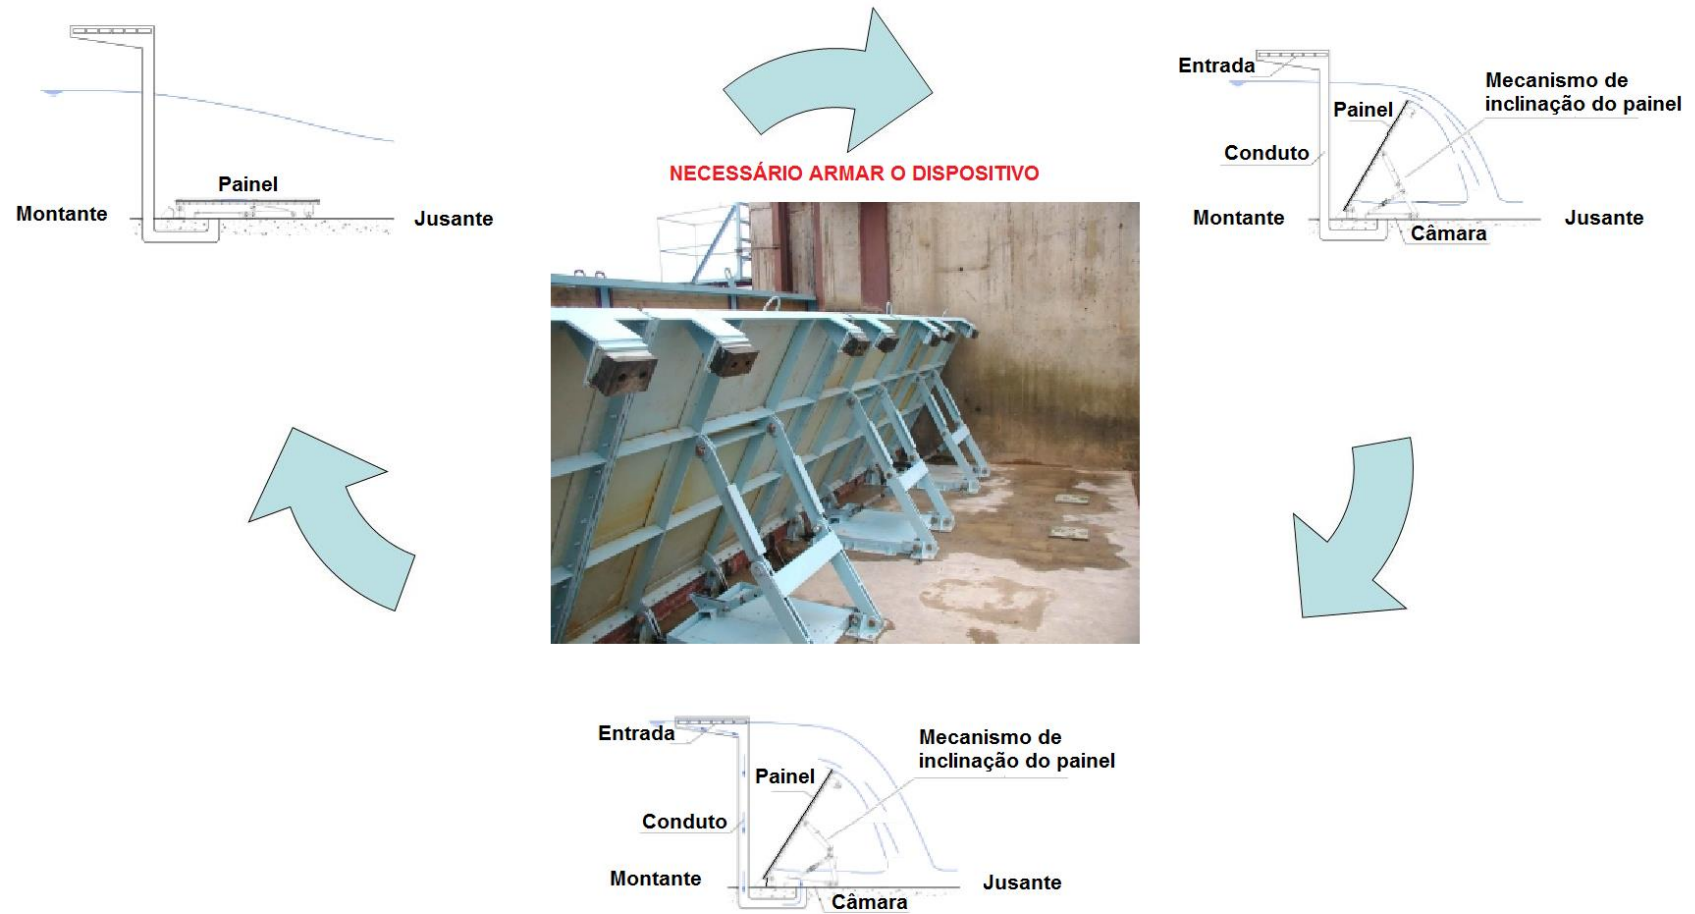 Painel
Montante
Jusante
NECESSÁRIO ARMAR O DISPOSITIVO
Entrada
Mecanismo de
inclinação do painel
Painel
Conduto
Montante
Jusante
Câmara
Entrada
Mecanismo de
inclinação do painel
Painel
Conduto
Montante
Jusante
Câmara